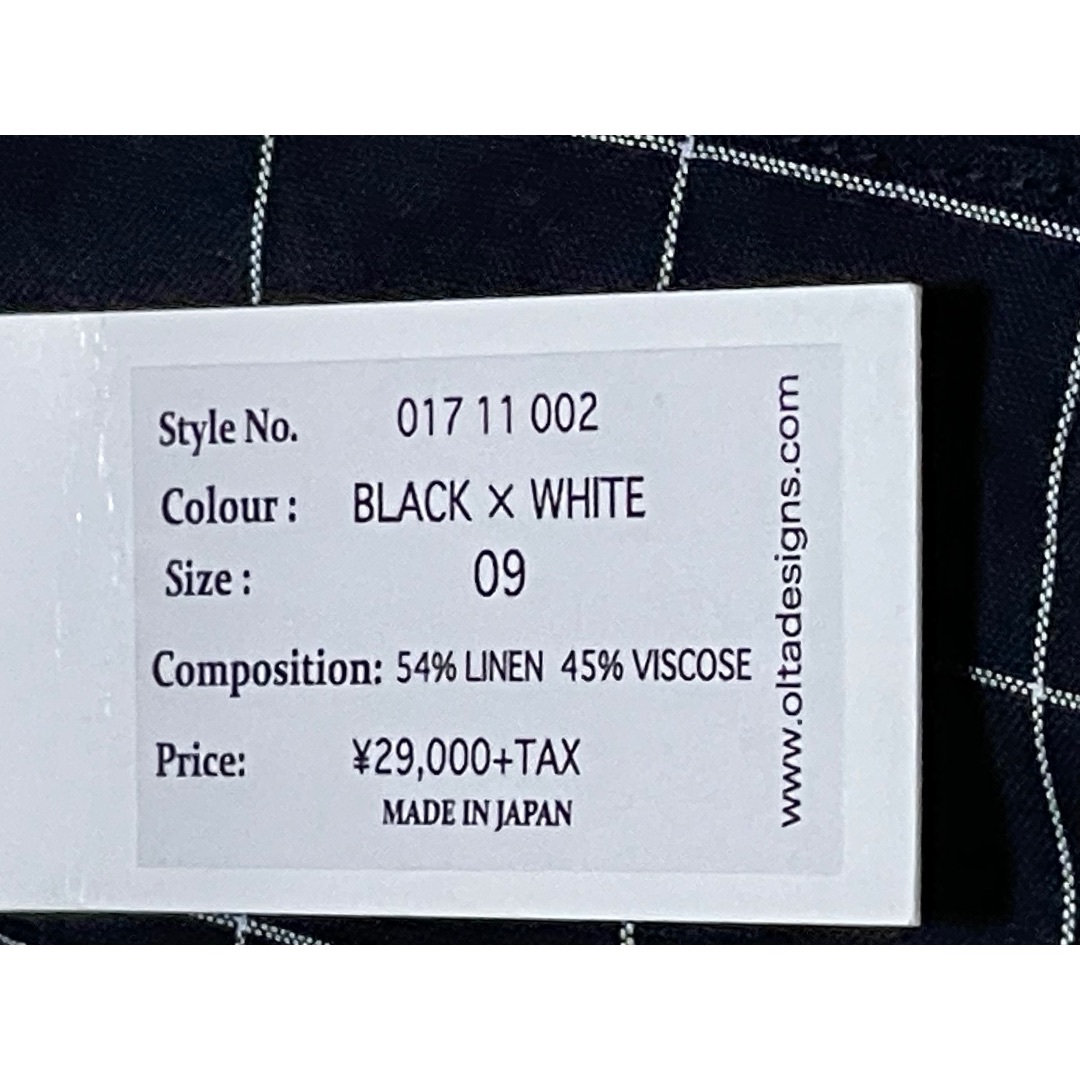 Style No. 017 11 002
Colour : BLACK × WHITE
Size : 09
Composition: 54% LINEN 45% VISCOSE
Price: ¥29,000+TAX
MADE IN JAPAN
www.oltadesigns.com